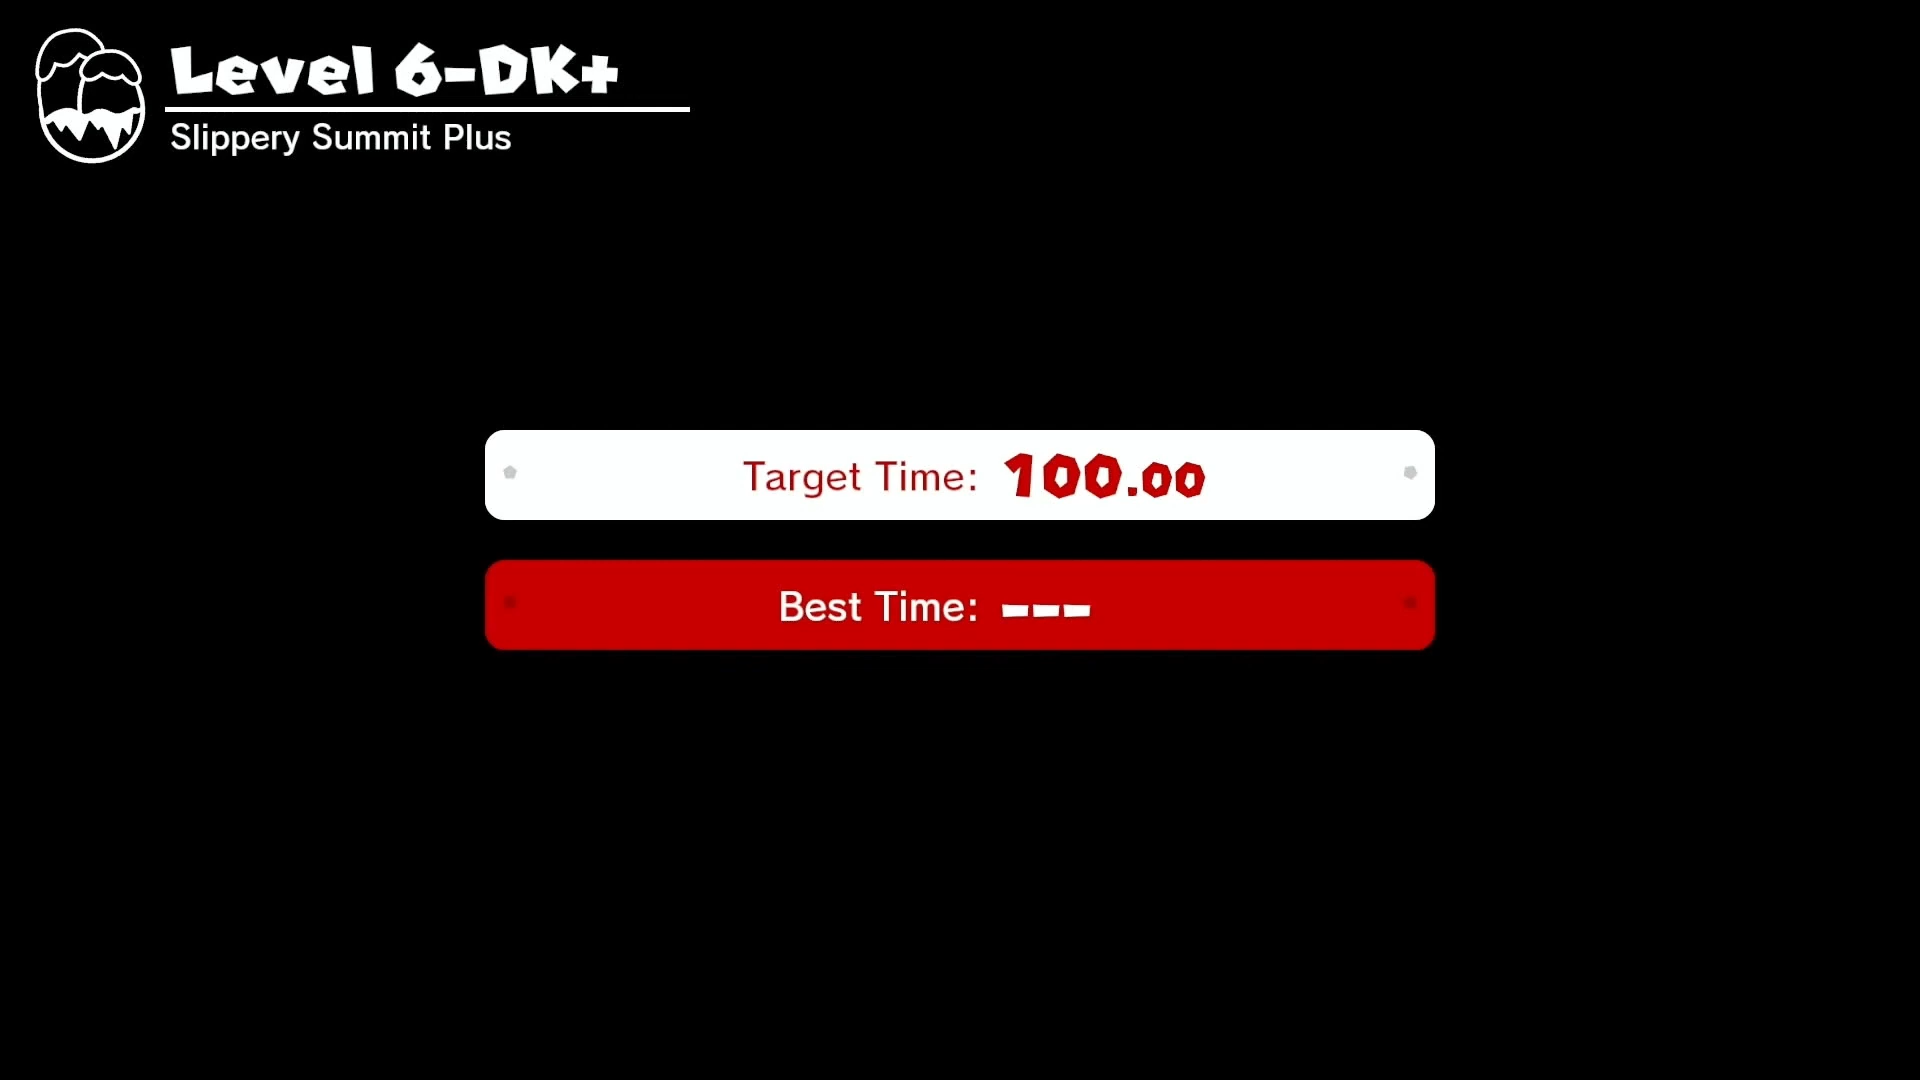 Level 6-DK+
Slippery Summit Plus
Target Time: 100.00
Best Time: ---